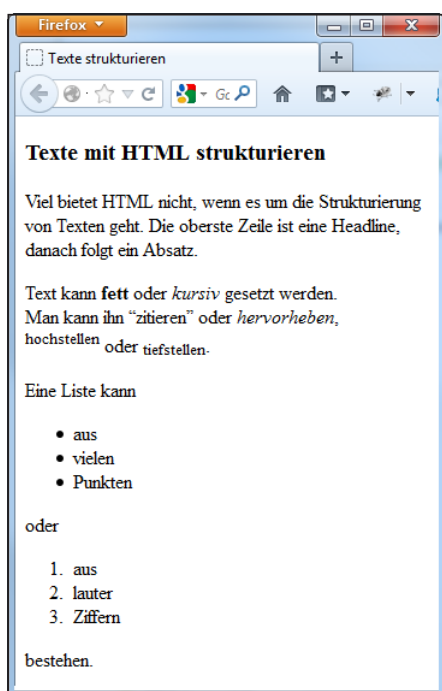 Firefox
Texte strukturieren
Texte mit HTML strukturieren
Viel bietet HTML nicht, wenn es um die Strukturierung
von Texten geht. Die oberste Zeile ist eine Headline,
danach folgt ein Absatz.
Text kann fett oder kursiv gesetzt werden.
Man kann ihn “zitieren” oder hervorheben,
hochstellen oder tiefstellen.
Eine Liste kann
• aus
• vielen
• Punkten
oder
1. aus
2. lauter
3. Ziffern
bestehen.